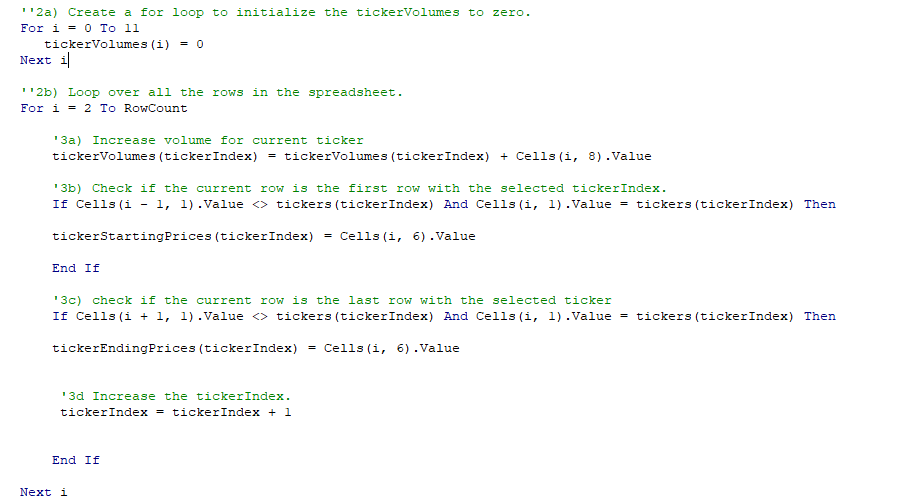 ''2a) Create a for loop to initialize the tickerVolumes to zero.
For i = 0 To 11
tickerVolumes(i) = 0
Next i
''2b) Loop over all the rows in the spreadsheet.
For i = 2 To RowCount
'3a) Increase volume for current ticker
tickerVolumes(tickerIndex) = tickerVolumes(tickerIndex) + Cells(i, 8).Value
'3b) Check if the current row is the first row with the selected tickerIndex.
If Cells(i - 1, 1).Value <> tickers(tickerIndex) And Cells(i, 1).Value = tickers(tickerIndex) Then
tickerStartingPrices(tickerIndex) = Cells(i, 6).Value
End If
'3c) check if the current row is the last row with the selected ticker
If Cells(i + 1, 1).Value <> tickers(tickerIndex) And Cells(i, 1).Value = tickers(tickerIndex) Then
tickerEndingPrices(tickerIndex) = Cells(i, 6).Value
'3d Increase the tickerIndex.
tickerIndex = tickerIndex + 1
End If
Next i